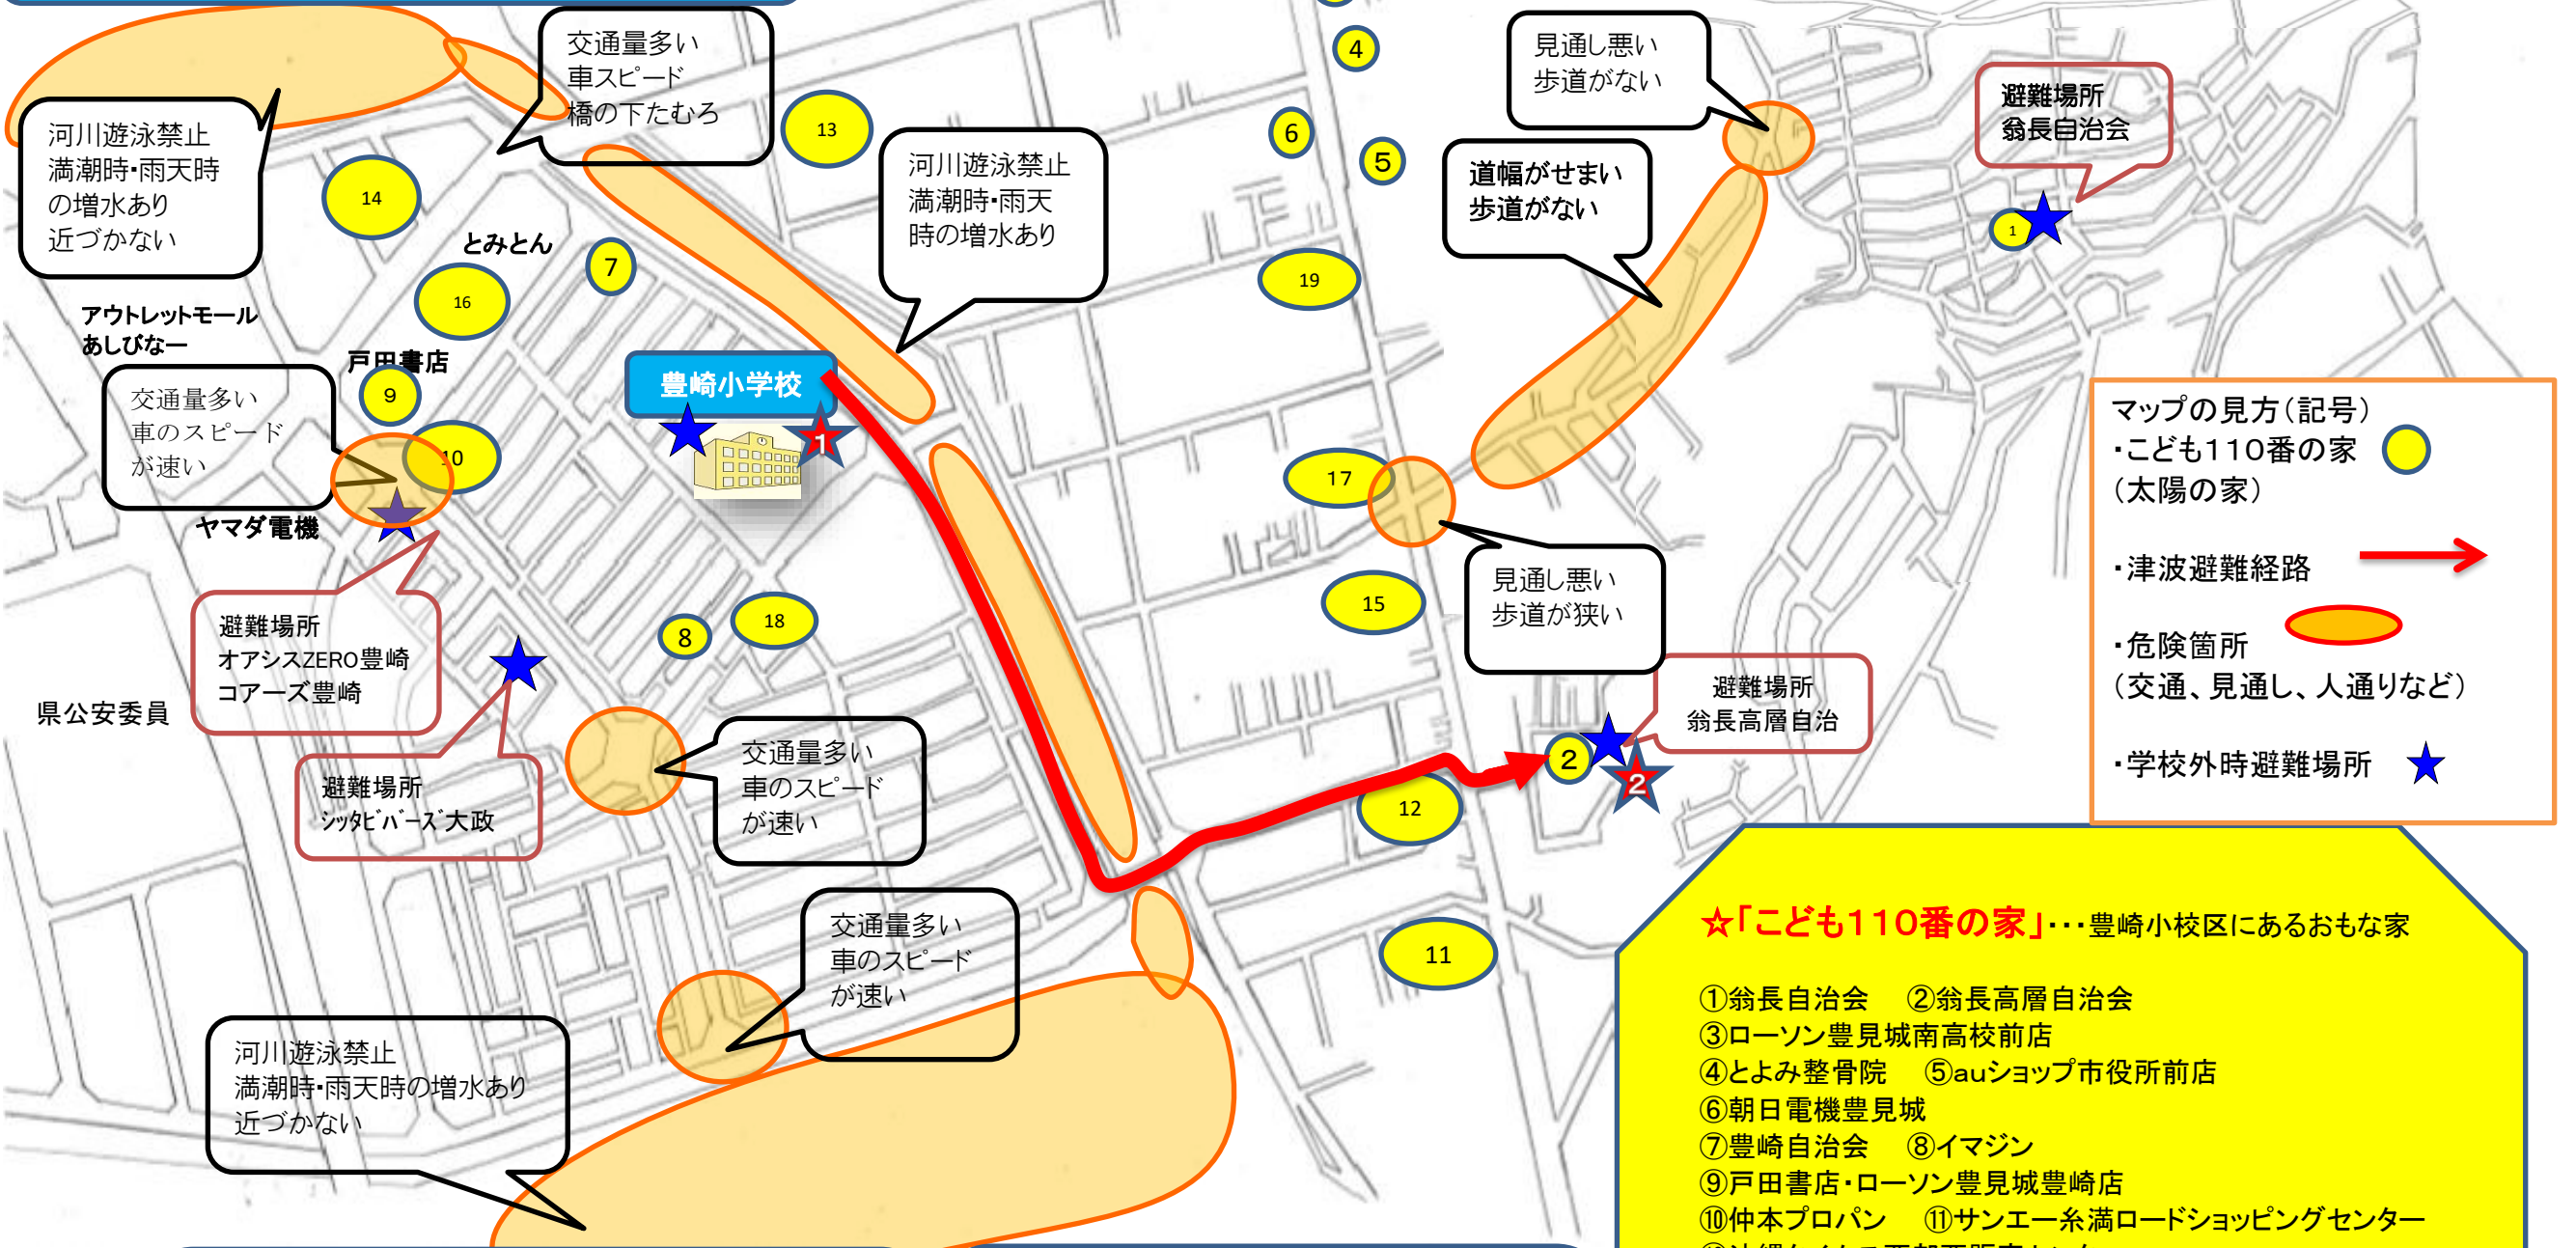 交通量多い
車スピード
橋の下たむろ
見通し悪い
歩道がない
4
避難場所
翁長自治会
河川遊泳禁止
満潮時・雨天時
の増水あり
近づかない
13
6
5
河川遊泳禁止
満潮時・雨天
時の増水あり
道幅がせまい
歩道がない
14
1
とみとん
7
16
19
アウトレットモール
あしびなー
戸田書店
9
豊崎小学校
1
交通量多い
車のスピード
が速い
10
17
ヤマダ電機
マップの見方(記号)
・こども110番の家
(太陽の家)
・津波避難経路
・危険箇所
(交通、見通し、人通りなど)
・学校外時避難場所
見通し悪い
歩道が狭い
15
18
8
避難場所
オアシスZERO豊崎
コアーズ豊崎
県公安委員
避難場所
翁長高層自治
2
2
避難場所
シッタビバーズ大政
交通量多い
車のスピード
が速い
12
交通量多い
車のスピード
が速い
11
河川遊泳禁止
満潮時・雨天時の増水あり
近づかない
☆「こども110番の家」・・・豊崎小校区にあるおもな家
①翁長自治会 ②翁長高層自治会
③ローソン豊見城南高校前店
④とよみ整骨院 ⑤auショップ市役所前店
⑥朝日電機豊見城
⑦豊崎自治会 ⑧イマジン
⑨戸田書店・ローソン豊見城豊崎店
⑩仲本プロパン ⑪サンエー糸満ロードショッピングセンター